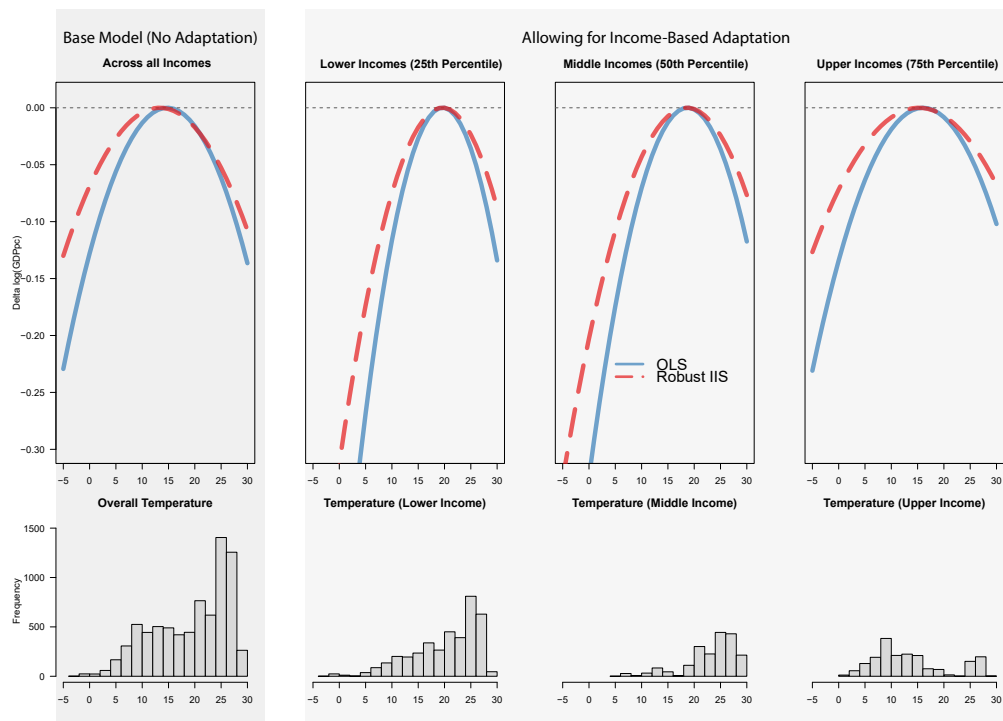 Base Model (No Adaptation)
Allowing for Income-Based Adaptation
Across all Incomes
Lower Incomes (25th Percentile)
Middle Incomes (50th Percentile)
Upper Incomes (75th Percentile)
Delta log(GDPpc)
0.00
−0.05
−0.10
−0.15
−0.20
−0.25
−0.30
OLS
Robust IIS
−5 0 5 10 15 20 25 30
−5 0 5 10 15 20 25 30
−5 0 5 10 15 20 25 30
−5 0 5 10 15 20 25 30
Overall Temperature
Temperature (Lower Income)
Temperature (Middle Income)
Temperature (Upper Income)
Frequency
1500
1000
500
0
−5 0 5 10 15 20 25 30
−5 0 5 10 15 20 25 30
−5 0 5 10 15 20 25 30
−5 0 5 10 15 20 25 30